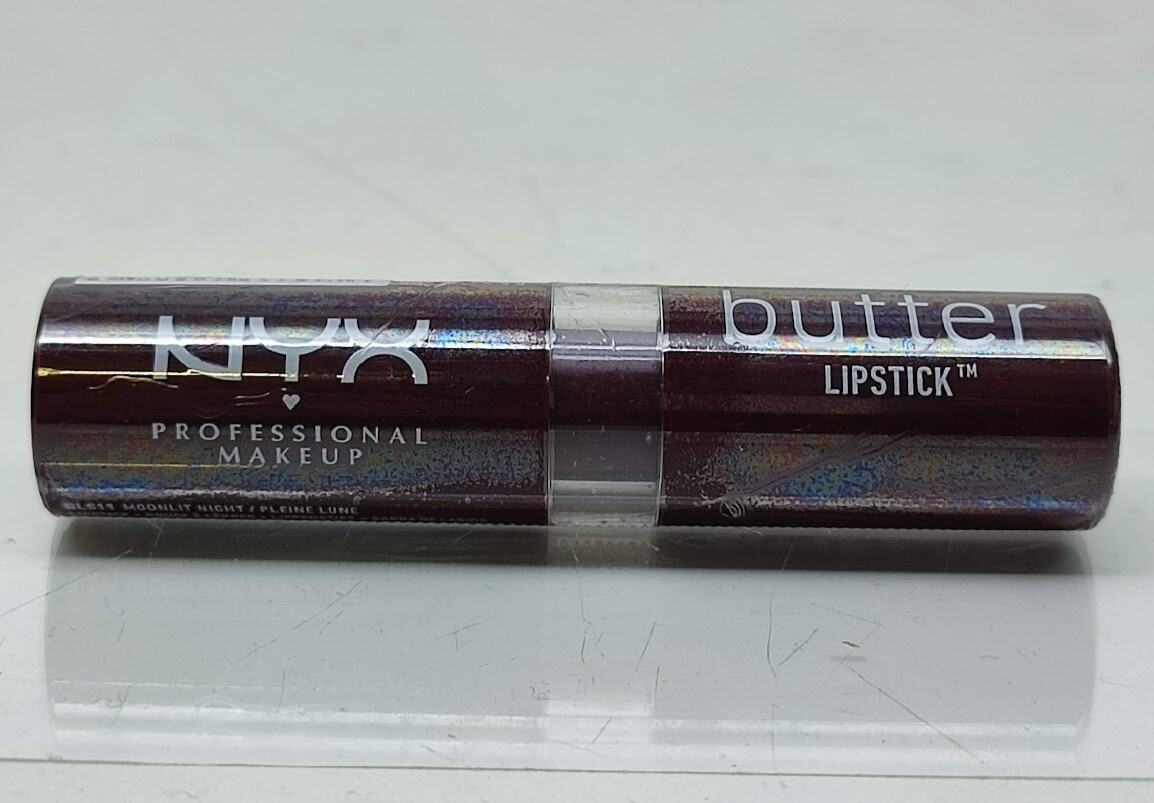 NYX
PROFESSIONAL
MAKEUP
BLS11 MOONLIT NIGHT / PLEINE LUNE
butter
LIPSTICK™